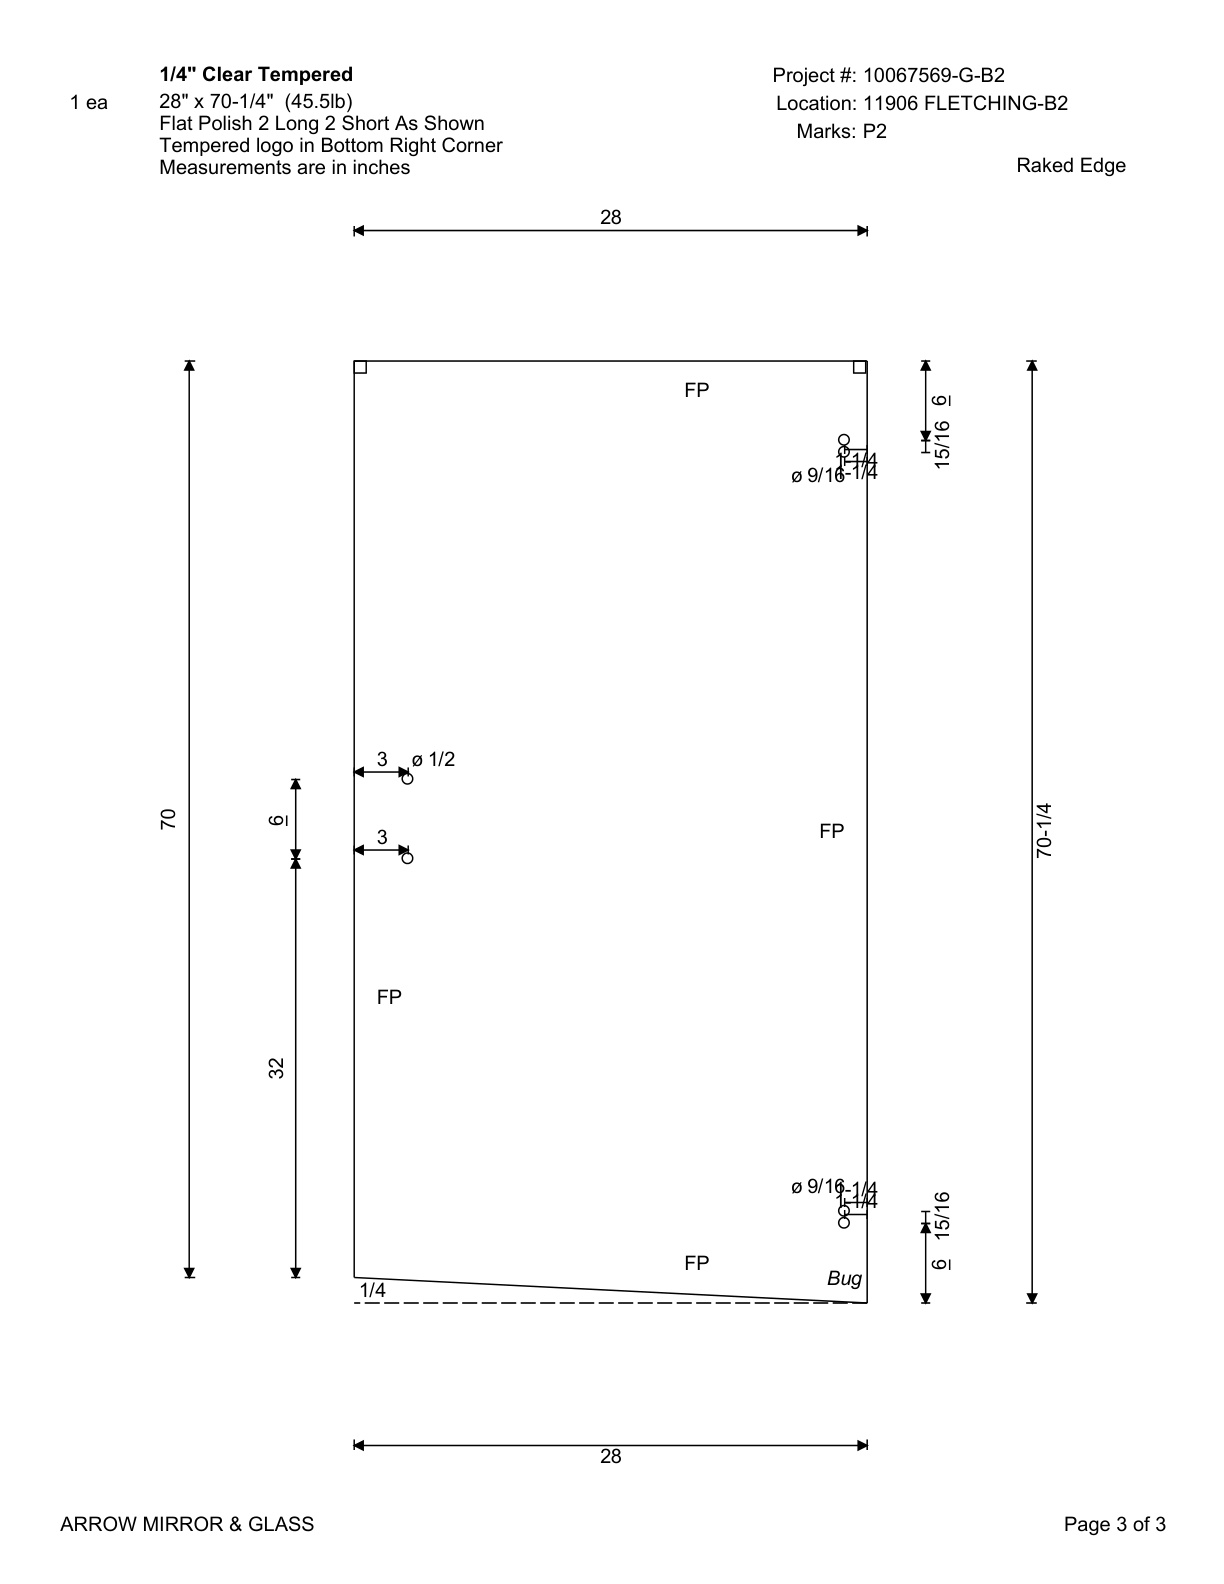 1/4" Clear Tempered
Project #: 10067569-G-B2
1 ea
28" x 70-1/4" (45.5lb)
Location: 11906 FLETCHING-B2
Flat Polish 2 Long 2 Short As Shown
Marks: P2
Tempered logo in Bottom Right Corner
Measurements are in inches
Raked Edge
28
FP
6
15/16
1-1/4
1-1/4
ø 9/16
3
ø 1/2
70
6
3
FP
70-1/4
FP
32
ø 9/16
1-1/4
1-1/4
15/16
FP
6
Bug
1/4
28
ARROW MIRROR & GLASS
Page 3 of 3